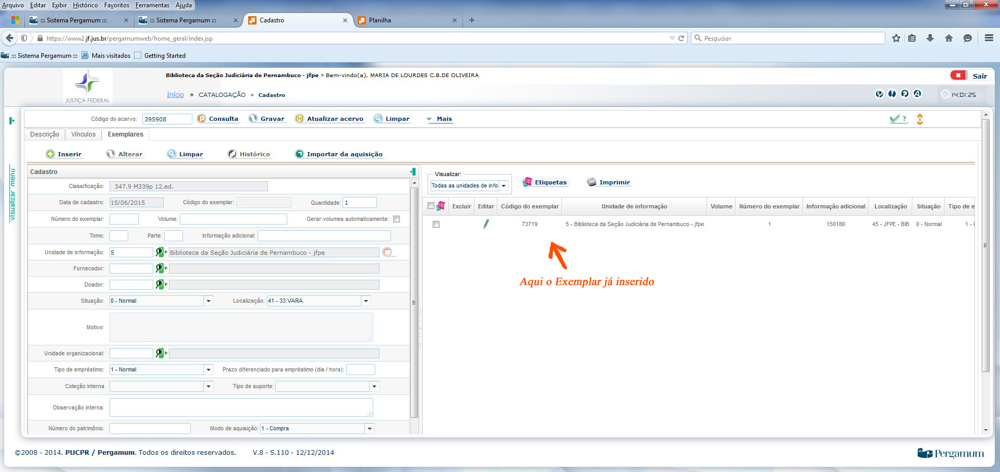 Arquivo Editar Exibir Histórico Favoritos Ferramentas Ajuda
::: Sistema Pergamum ::: ::: Sistema Pergamum ::: Cadastro Planilha
https://www2.jf.jus.br/pergamumweb/home_geral/index.jsp Pesquisar
::: Sistema Pergamum ::: Mais visitados Getting Started
Biblioteca da Seção Judiciária de Pernambuco - jfpe » Bem-vindo(a), MARIA DE LOURDES C.B.DE OLIVEIRA
Sair
JUSTIÇA FEDERAL
Início » CATALOGAÇÃO » Cadastro
14:01:25
Código do acervo: 395908 Consulta Gravar Atualizar acervo Limpar Mais
Descrição Vínculos Exemplares
Inserir Alterar Limpar Histórico Importar da aquisição
visualizar menu
Cadastro
Classificação: 347.9 M339p 12.ed.
Data de cadastro: 15/06/2015 Código do exemplar: Quantidade: 1
Número do exemplar: Volume: Gerar volumes automaticamente:
Tomo: Parte: Informação adicional:
Unidade de informação: 5 Biblioteca da Seção Judiciária de Pernambuco - jfpe
Fornecedor:
Doador:
Situação: 0 - Normal Localização: 41 - 33.VARA
Motivo:
Unidade organizacional:
Tipo de empréstimo: 1 - Normal Prazo diferenciado para empréstimo (dia / hora):
Coleção interna Tipo de suporte:
Observação interna:
Número do patrimônio: Modo de aquisição: 1 - Compra
Visualizar:
Todas as unidades de info Etiquetas Imprimir
Excluir Editar Código do exemplar Unidade de informação Volume Número do exemplar Informação adicional Localização Situação Tipo de e
73719 5 - Biblioteca da Seção Judiciária de Pernambuco - jfpe 1 150186 45 - JFPE - BIB 0 - Normal 1 - I
Aqui o Exemplar já inserido
©2008 - 2014. PUCPR / Pergamum. Todos os direitos reservados. V.8 - S.110 - 12/12/2014
Pergamum